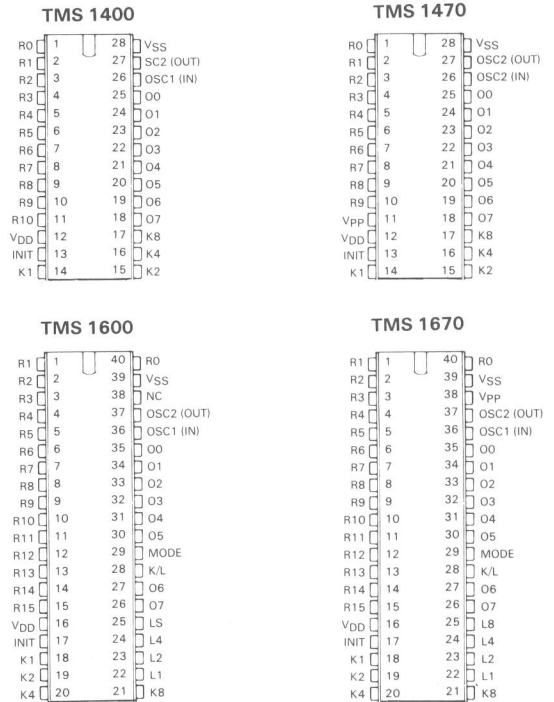 TMS 1400
R0 1 28 VSS
R1 2 27 SC2 (OUT)
R2 3 26 OSC1 (IN)
R3 4 25 O0
R4 5 24 O1
R5 6 23 O2
R6 7 22 O3
R7 8 21 O4
R8 9 20 O5
R9 10 19 O6
R10 11 18 O7
VDD 12 17 K8
INIT 13 16 K4
K1 14 15 K2
TMS 1470
R0 1 28 VSS
R1 2 27 OSC2 (OUT)
R2 3 26 OSC2 (IN)
R3 4 25 O0
R4 5 24 O1
R5 6 23 O2
R6 7 22 O3
R7 8 21 O4
R8 9 20 O5
R9 10 19 O6
VPP 11 18 O7
VDD 12 17 K8
INIT 13 16 K4
K1 14 15 K2
TMS 1600
R1 1 40 R0
R2 2 39 VSS
R3 3 38 NC
R4 4 37 OSC2 (OUT)
R5 5 36 OSC1 (IN)
R6 6 35 O0
R7 7 34 O1
R8 8 33 O2
R9 9 32 O3
R10 10 31 O4
R11 11 30 O5
R12 12 29 MODE
R13 13 28 K/L
R14 14 27 O6
R15 15 26 O7
VDD 16 25 LS
INIT 17 24 L4
K1 18 23 L2
K2 19 22 L1
K4 20 21 K8
TMS 1670
R1 1 40 R0
R2 2 39 VSS
R3 3 38 VPP
R4 4 37 OSC2 (OUT)
R5 5 36 OSC1 (IN)
R6 6 35 O0
R7 7 34 O1
R8 8 33 O2
R9 9 32 O3
R10 10 31 O4
R11 11 30 O5
R12 12 29 MODE
R13 13 28 K/L
R14 14 27 O6
R15 15 26 O7
VDD 16 25 L8
INIT 17 24 L4
K1 18 23 L2
K2 19 22 L1
K4 20 21 K8